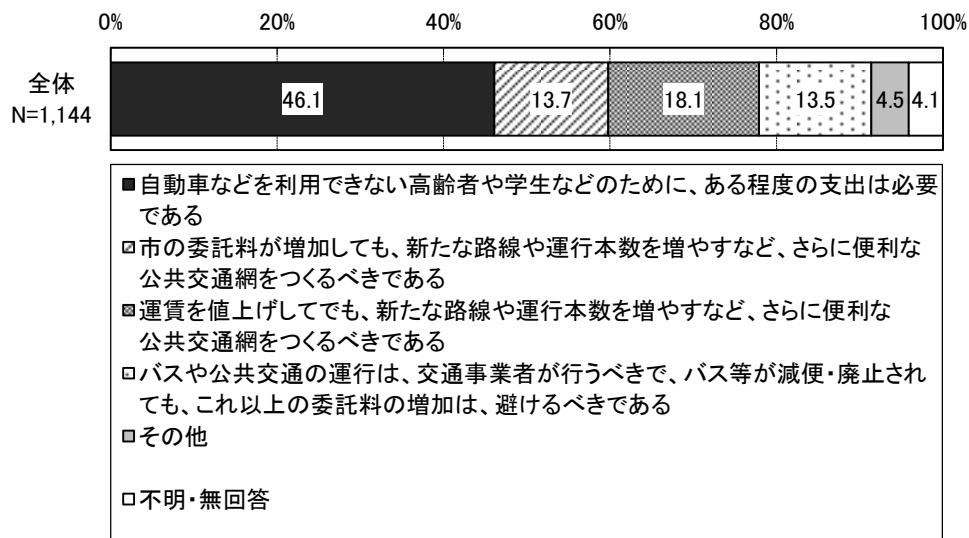 0% 20% 40% 60% 80% 100%
全体
N=1,144
46.1 13.7 18.1 13.5 4.5 4.1
自動車などを利用できない高齢者や学生などのために、ある程度の支出は必要
である
市の委託料が増加しても、新たな路線や運行本数を増やすなど、さらに便利な
公共交通網をつくるべきである
運賃を値上げしてでも、新たな路線や運行本数を増やすなど、さらに便利な
公共交通網をつくるべきである
バスや公共交通の運行は、交通事業者が行うべきで、バス等が減便・廃止され
ても、これ以上の委託料の増加は、避けるべきである
その他
不明・無回答